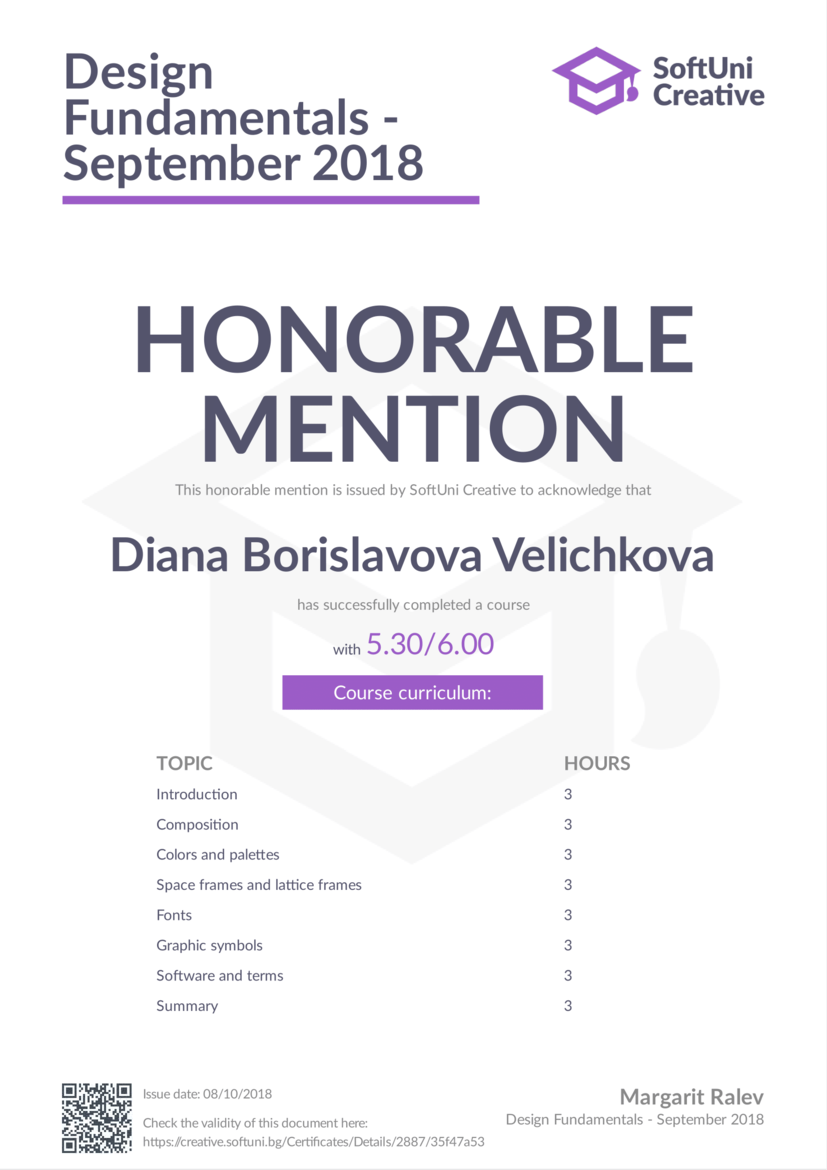 Design
Fundamentals -
September 2018
SoftUni
Creative
HONORABLE
MENTION
This honorable mention is issued by SoftUni Creative to acknowledge that
Diana Borislavova Velichkova
has successfully completed a course
with 5.30/6.00
Course curriculum:
TOPIC HOURS
Introduction 3
Composition 3
Colors and palettes 3
Space frames and lattice frames 3
Fonts 3
Graphic symbols 3
Software and terms 3
Summary 3
Issue date: 08/10/2018
Check the validity of this document here:
https://creative.softuni.bg/Certificates/Details/2887/35f47a53
Margarit Ralev
Design Fundamentals - September 2018